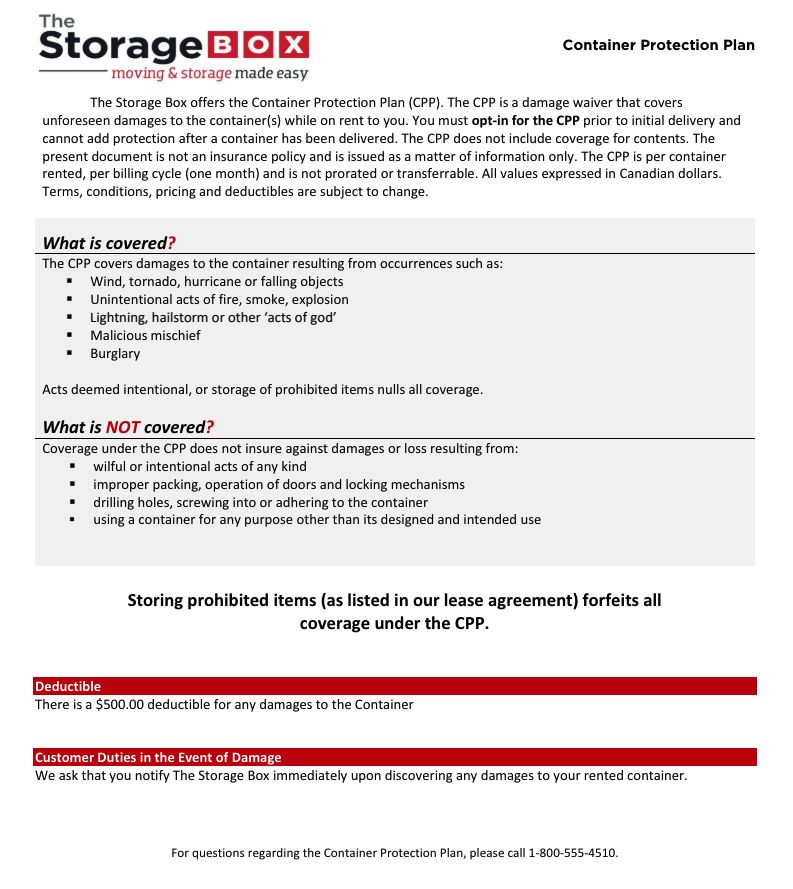 The
StorageBOX
moving & storage made easy
Container Protection Plan
The Storage Box offers the Container Protection Plan (CPP). The CPP is a damage waiver that covers
unforeseen damages to the container(s) while on rent to you. You must opt-in for the CPP prior to initial delivery and
cannot add protection after a container has been delivered. The CPP does not include coverage for contents. The
present document is not an insurance policy and is issued as a matter of information only. The CPP is per container
rented, per billing cycle (one month) and is not prorated or transferrable. All values expressed in Canadian dollars.
Terms, conditions, pricing and deductibles are subject to change.
What is covered?
The CPP covers damages to the container resulting from occurrences such as:
▪ Wind, tornado, hurricane or falling objects
▪ Unintentional acts of fire, smoke, explosion
▪ Lightning, hailstorm or other ‘acts of god’
▪ Malicious mischief
▪ Burglary
Acts deemed intentional, or storage of prohibited items nulls all coverage.
What is NOT covered?
Coverage under the CPP does not insure against damages or loss resulting from:
▪ wilful or intentional acts of any kind
▪ improper packing, operation of doors and locking mechanisms
▪ drilling holes, screwing into or adhering to the container
▪ using a container for any purpose other than its designed and intended use
Storing prohibited items (as listed in our lease agreement) forfeits all
coverage under the CPP.
Deductible
There is a $500.00 deductible for any damages to the Container
Customer Duties in the Event of Damage
We ask that you notify The Storage Box immediately upon discovering any damages to your rented container.
For questions regarding the Container Protection Plan, please call 1-800-555-4510.